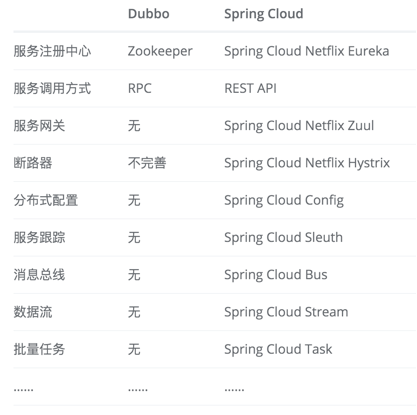 Dubbo Spring Cloud
服务注册中心 Zookeeper Spring Cloud Netflix Eureka
服务调用方式 RPC REST API
服务网关 无 Spring Cloud Netflix Zuul
断路器 不完善 Spring Cloud Netflix Hystrix
分布式配置 无 Spring Cloud Config
服务跟踪 无 Spring Cloud Sleuth
消息总线 无 Spring Cloud Bus
数据流 无 Spring Cloud Stream
批量任务 无 Spring Cloud Task
…… …… ……